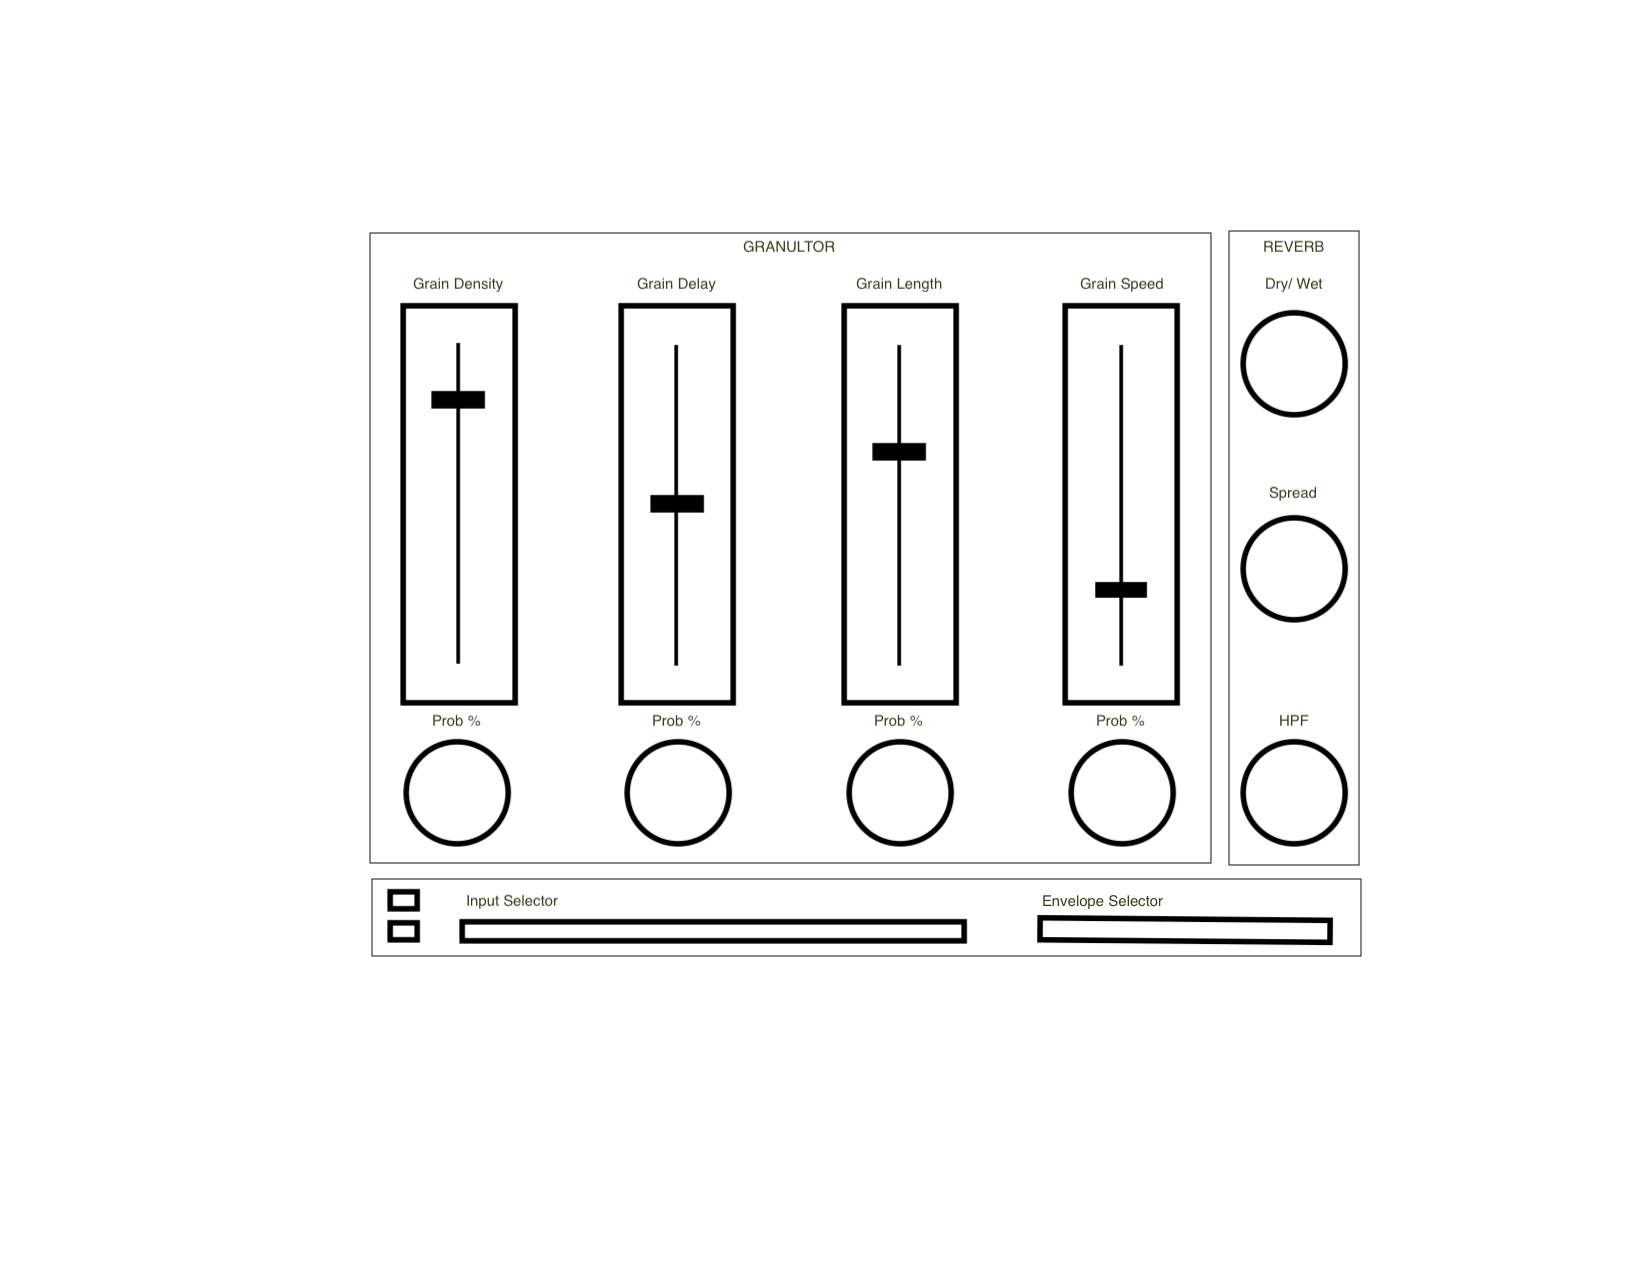 GRANULTOR
Grain Density
Grain Delay
Grain Length
Grain Speed
Prob %
Prob %
Prob %
Prob %
REVERB
Dry/ Wet
Spread
HPF
Input Selector
Envelope Selector